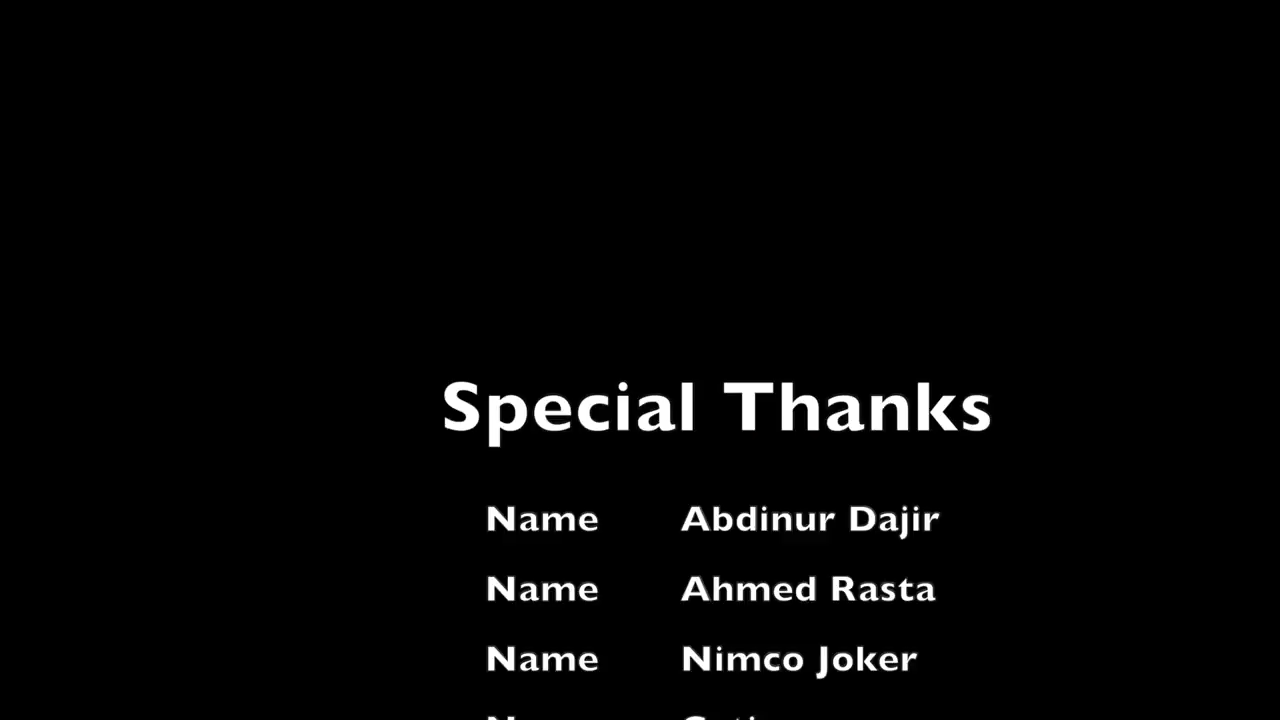 Special Thanks
Name Abdinur Dajir
Name Ahmed Rasta
Name Nimco Joker